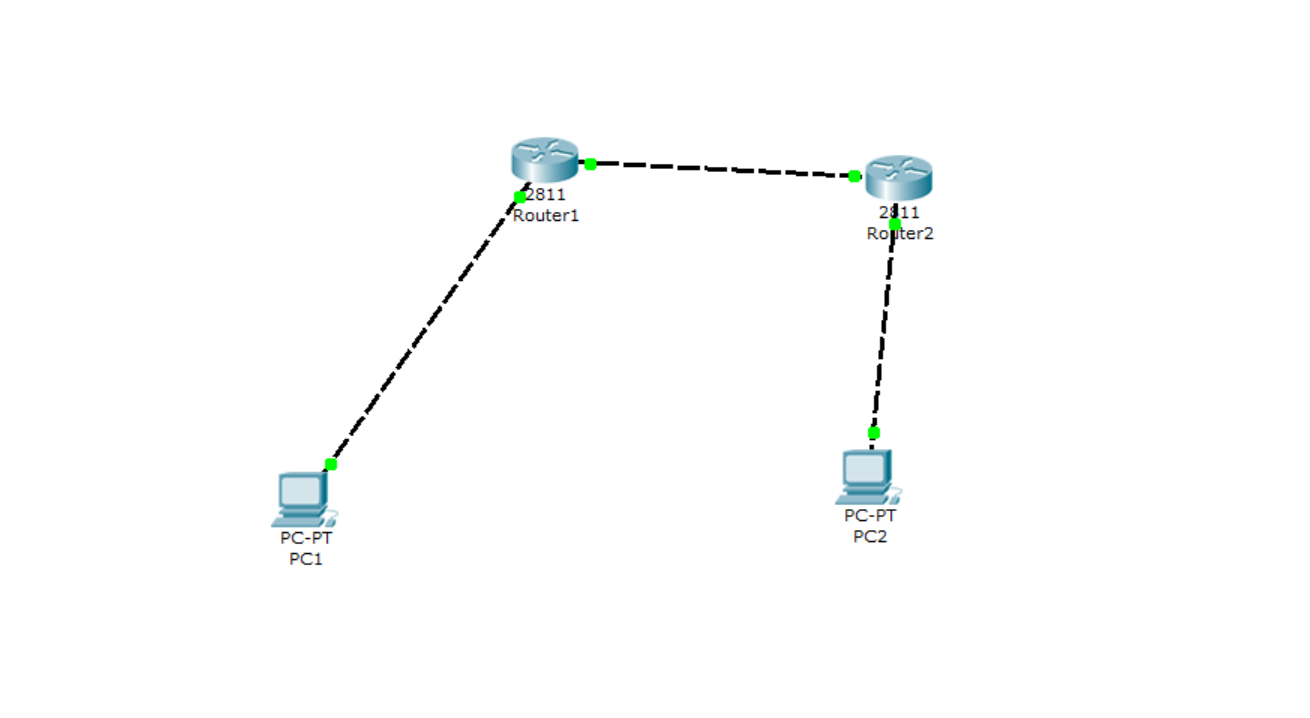 2811
Router1
2811
Router2
PC-PT
PC1
PC-PT
PC2